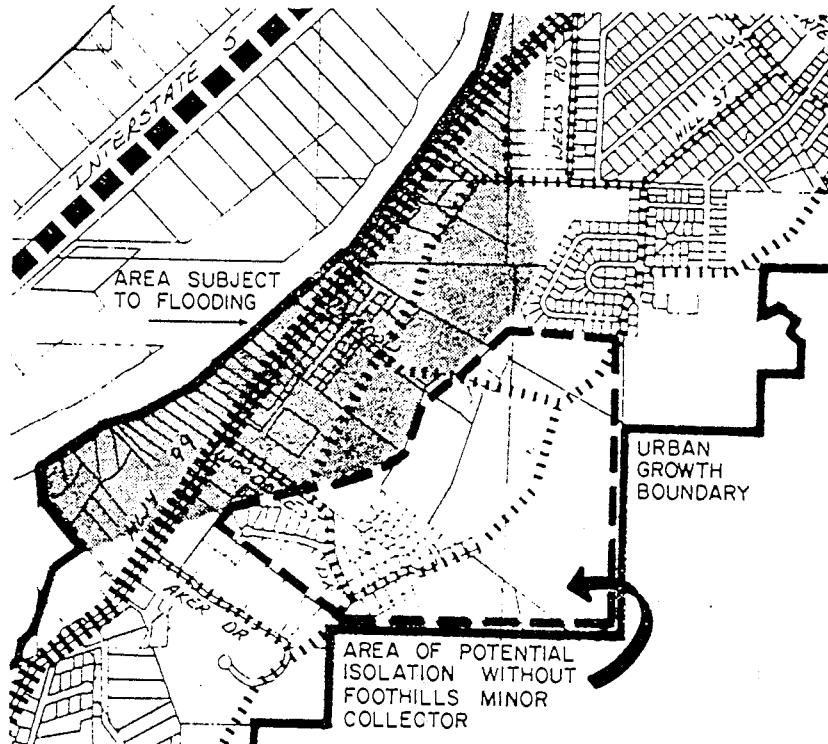 INTERSTATE 5
HILL ST
AREA SUBJECT
TO FLOODING
HWY 99
AKER DR
URBAN
GROWTH
BOUNDARY
AREA OF POTENTIAL
ISOLATION WITHOUT
FOOTHILLS MINOR
COLLECTOR